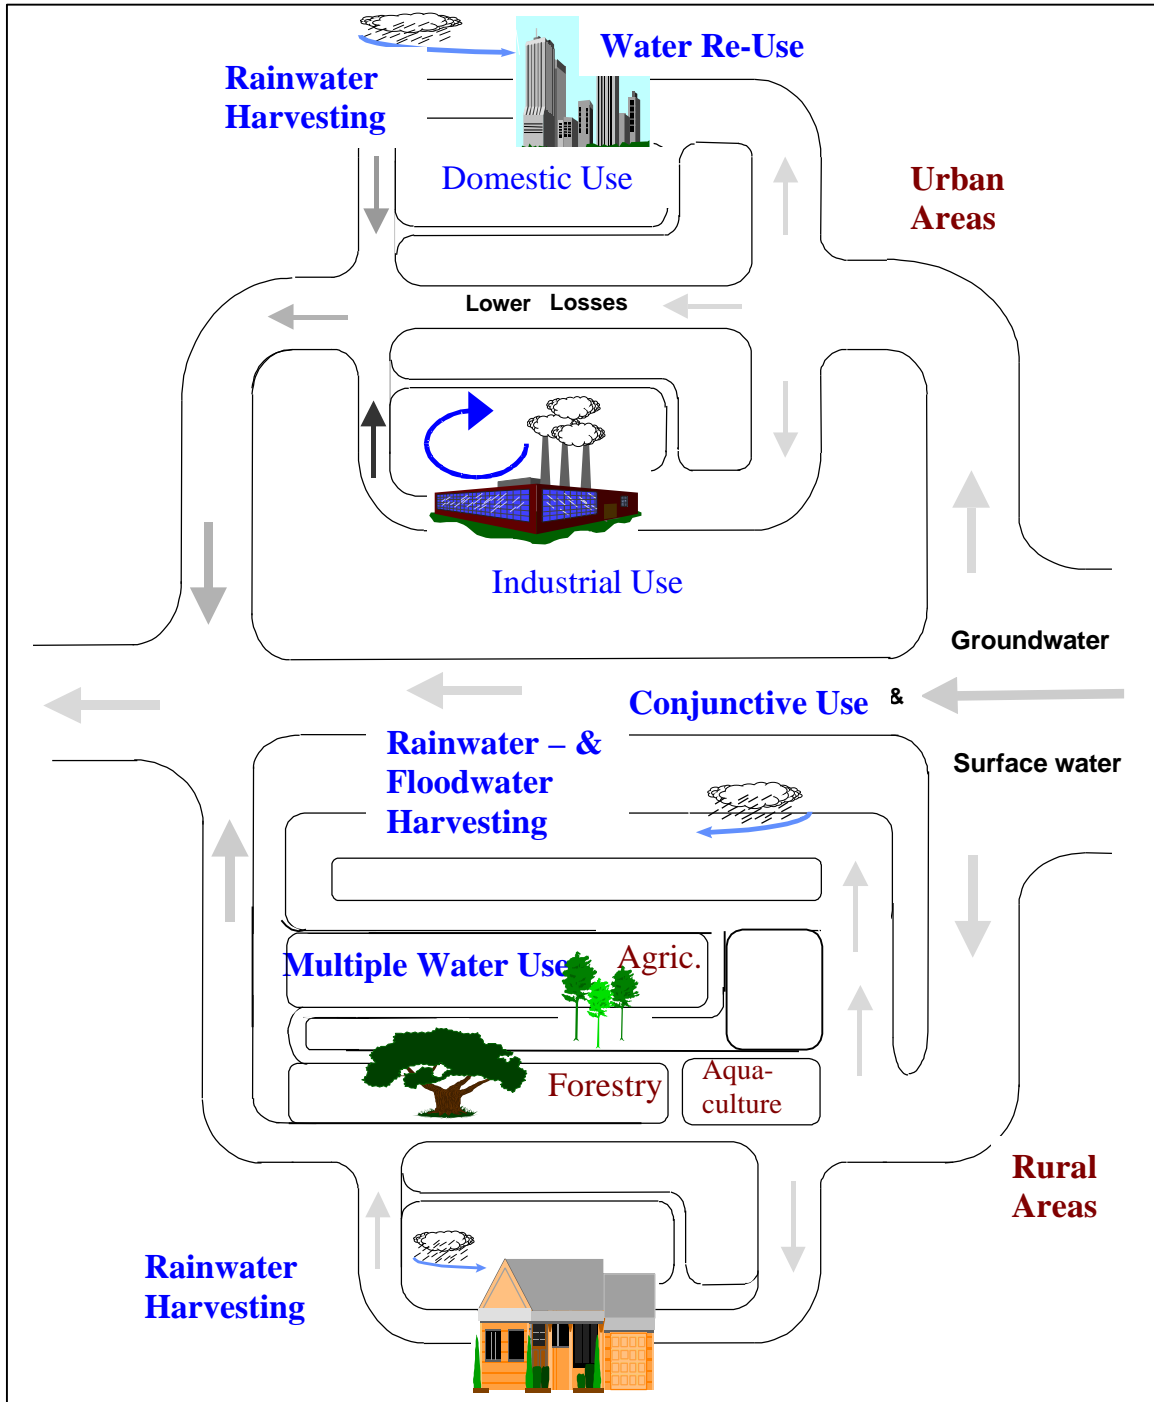 Water Re-Use
Rainwater
Harvesting
Domestic Use
Urban
Areas
Lower Losses
Industrial Use
Groundwater
Conjunctive Use &
Rainwater – &
Floodwater
Harvesting
Surface water
Multiple Water Use
Agric.
Forestry
Aqua-
culture
Rural
Areas
Rainwater
Harvesting